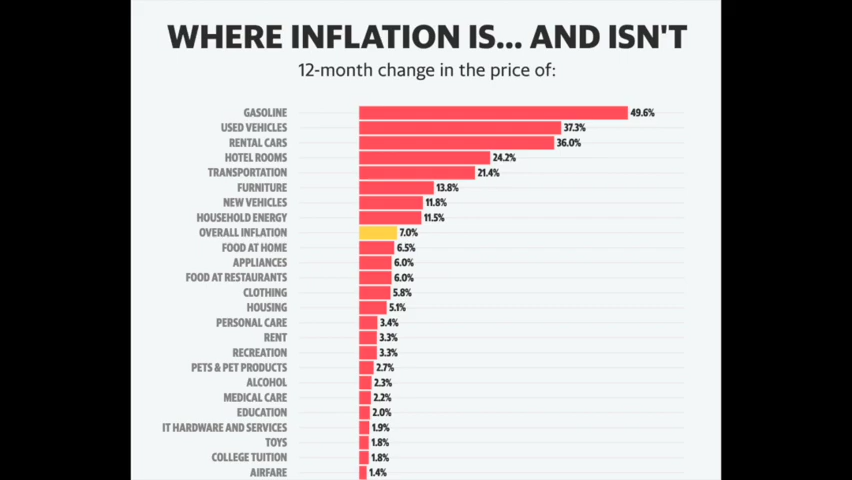 WHERE INFLATION IS... AND ISN'T
12-month change in the price of:
GASOLINE 49.6%
USED VEHICLES 37.3%
RENTAL CARS 36.0%
HOTEL ROOMS 24.2%
TRANSPORTATION 21.4%
FURNITURE 13.8%
NEW VEHICLES 11.8%
HOUSEHOLD ENERGY 11.5%
OVERALL INFLATION 7.0%
FOOD AT HOME 6.5%
APPLIANCES 6.0%
FOOD AT RESTAURANTS 6.0%
CLOTHING 5.8%
HOUSING 5.1%
PERSONAL CARE 3.4%
RENT 3.3%
RECREATION 3.3%
PETS & PET PRODUCTS 2.7%
ALCOHOL 2.3%
MEDICAL CARE 2.2%
EDUCATION 2.0%
IT HARDWARE AND SERVICES 1.9%
TOYS 1.8%
COLLEGE TUITION 1.8%
AIRFARE 1.4%